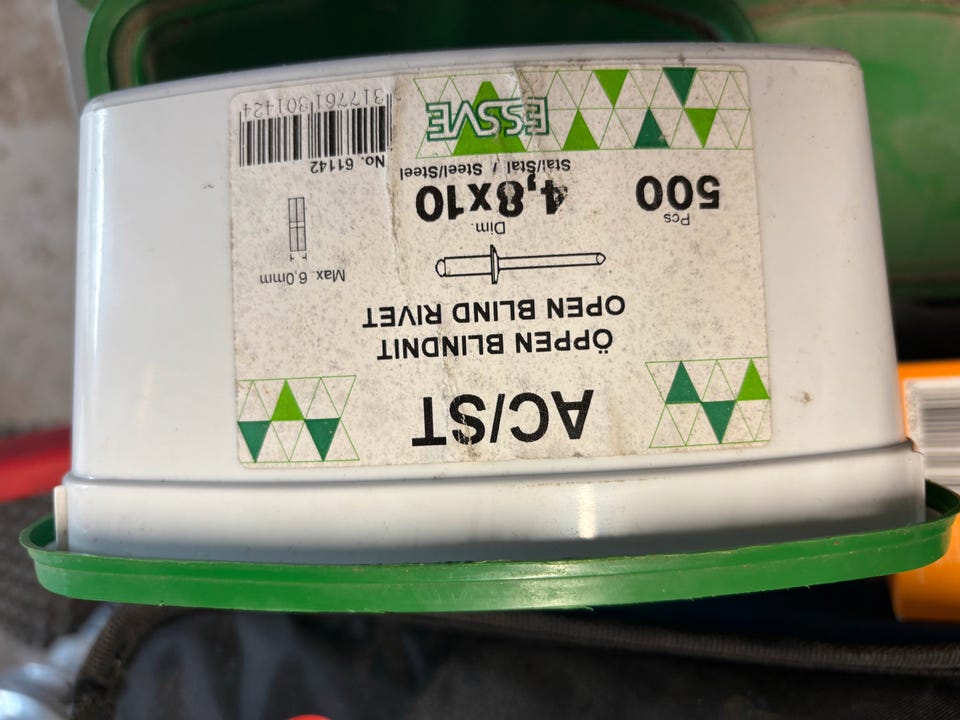 AC/ST
ÖPPEN BLINDNIT
OPEN BLIND RIVET
Max. 6,0mm
Pcs
500
Dim.
4,8x10
Stål/Stål / Steel/Steel
No. 61142
ESSVE
317761301424